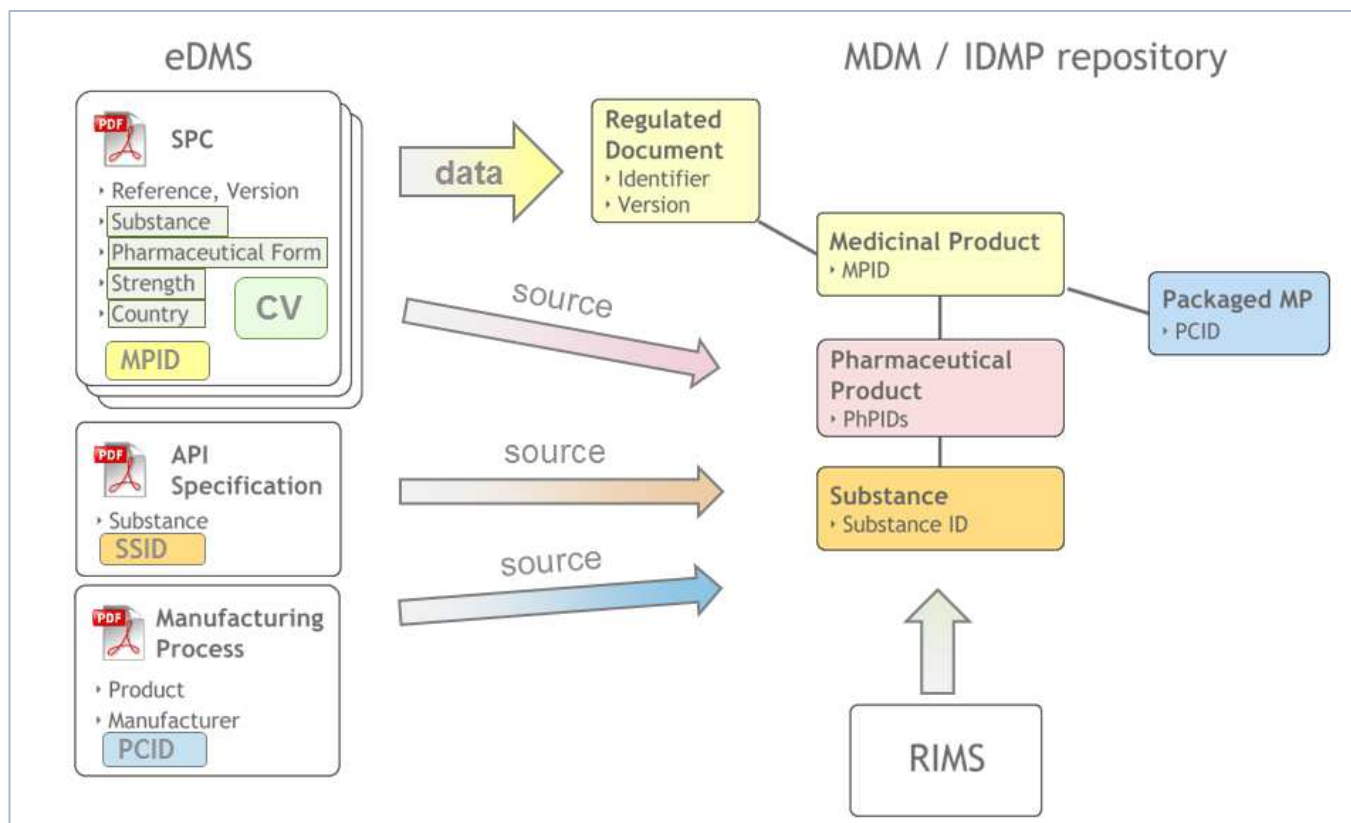 eDMS
MDM / IDMP repository
PDF
SPC
Reference, Version
Substance
Pharmaceutical Form
Strength
Country
CV
MPID
data
Regulated
Document
Identifier
Version
Medicinal Product
MPID
Packaged MP
PCID
source
Pharmaceutical
Product
PhPIDs
PDF
API
Specification
Substance
SSID
source
Substance
Substance ID
PDF
Manufacturing
Process
Product
Manufacturer
PCID
source
RIMS